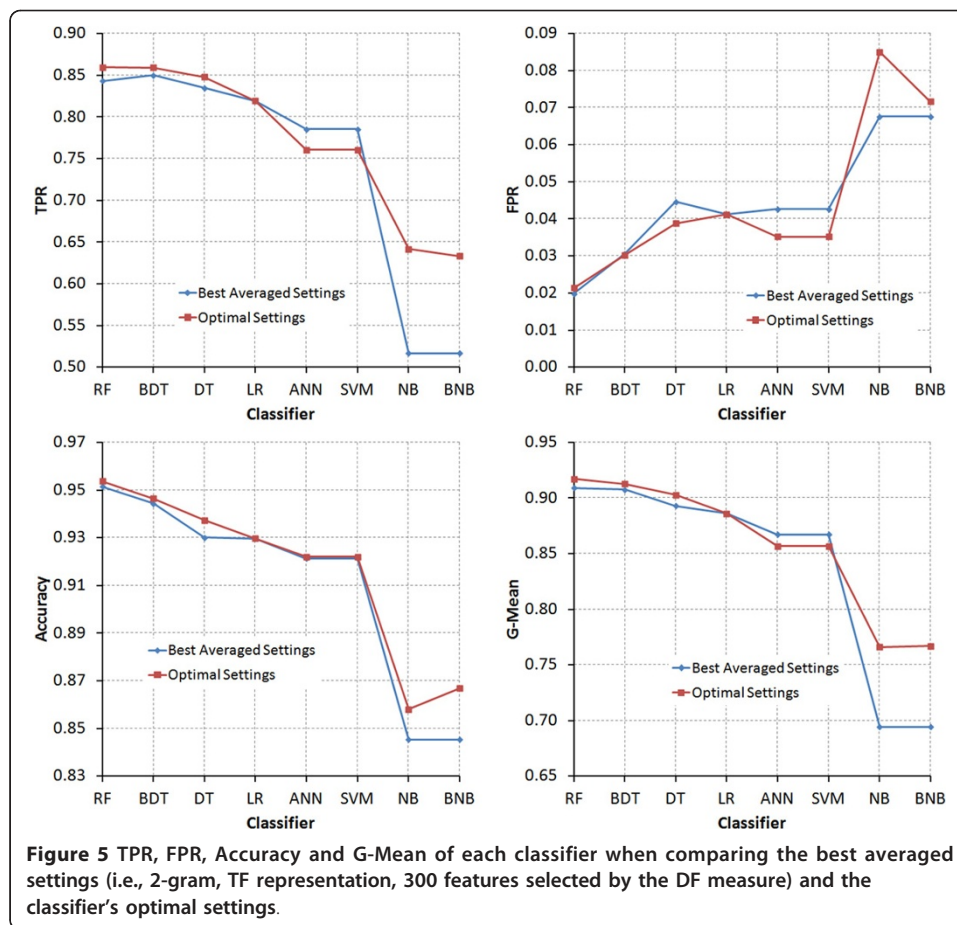 0.90
0.85
0.80
0.75
0.70
0.65
0.60
0.55
0.50
TPR
Best Averaged Settings
Optimal Settings
RF BDT DT LR ANN SVM NB BNB
Classifier
0.09
0.08
0.07
0.06
0.05
0.04
0.03
0.02
0.01
0.00
FPR
Best Averaged Settings
Optimal Settings
RF BDT DT LR ANN SVM NB BNB
Classifier
0.97
0.95
0.93
0.91
0.89
0.87
0.85
0.83
Accuracy
Best Averaged Settings
Optimal Settings
RF BDT DT LR ANN SVM NB BNB
Classifier
0.95
0.90
0.85
0.80
0.75
0.70
0.65
G-Mean
Best Averaged Settings
Optimal Settings
RF BDT DT LR ANN SVM NB BNB
Classifier
Figure 5 TPR, FPR, Accuracy and G-Mean of each classifier when comparing the best averaged
settings (i.e., 2-gram, TF representation, 300 features selected by the DF measure) and the
classifier's optimal settings.